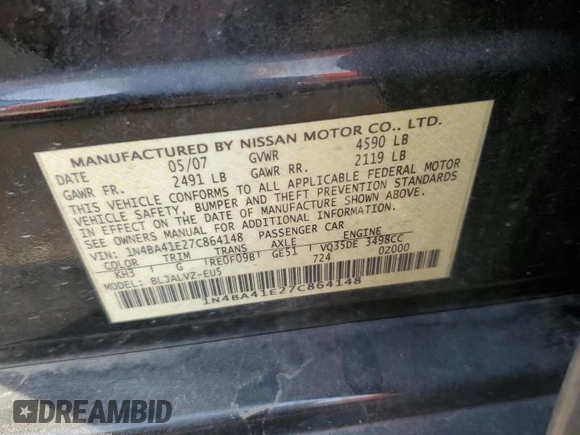 MANUFACTURED BY NISSAN MOTOR CO., LTD.
DATE 05/07 GVWR 4590 LB
GAWR FR. 2491 LB GAWR RR. 2119 LB
THIS VEHICLE CONFORMS TO ALL APPLICABLE FEDERAL MOTOR
VEHICLE SAFETY, BUMPER AND THEFT PREVENTION STANDARDS
IN EFFECT ON THE DATE OF MANUFACTURE SHOWN ABOVE.
SEE OWNERS MANUAL FOR ADDITIONAL INFORMATION.
VIN: 1N4BA41E27C864148 PASSENGER CAR
COLOR TRIM TRANS AXLE ENGINE
KH3 G RE0F09B GE51 VQ35DE 3498CC
MODEL: BLJALVZ-EU5 724 0Z000
1N4BA41E27C864148
DREAMBID